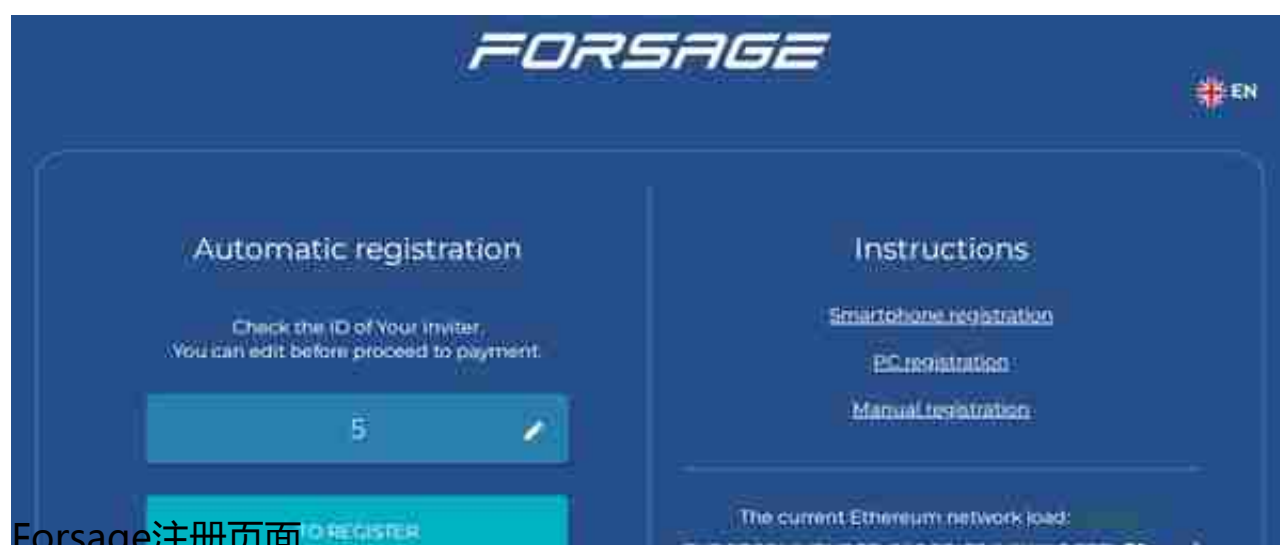 FORSAGE
EN
Automatic registration
Check the ID of Your Inviter.
You can edit before proceed to payment.
5
TO REGISTER
Instructions
Smartphone registration
PC registration
Manual registration
The current Ethereum network load:
Forsage注册页面